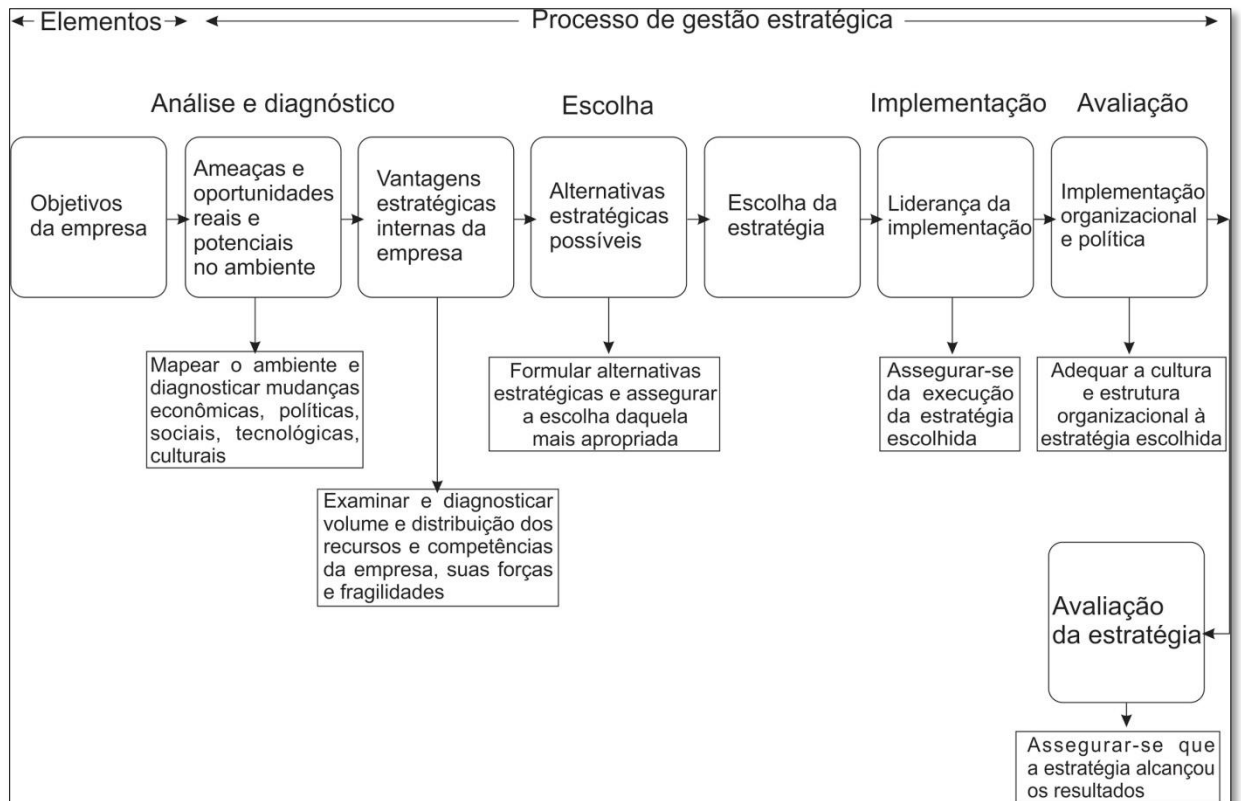 Elementos
Processo de gestão estratégica
Análise e diagnóstico
Escolha
Implementação
Avaliação
Objetivos
da empresa
Ameaças e
oportunidades
reais e
potenciais
no ambiente
Vantagens
estratégicas
internas da
empresa
Alternativas
estratégicas
possíveis
Escolha da
estratégia
Liderança da
implementação
Implementação
organizacional
e política
Mapear o ambiente e
diagnosticar mudanças
econômicas, políticas,
sociais, tecnológicas,
culturais
Examinar e diagnosticar
volume e distribuição dos
recursos e competências
da empresa, suas forças
e fragilidades
Formular alternativas
estratégicas e assegurar
a escolha daquela
mais apropriada
Assegurar-se
da execução
da estratégia
escolhida
Adequar a cultura
e estrutura
organizacional à
estratégia escolhida
Avaliação
da estratégia
Assegurar-se que
a estratégia alcançou
os resultados